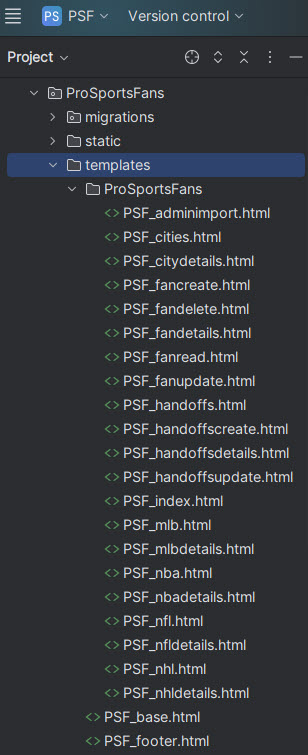 PS PSF Version control
Project
ProSportsFans
migrations
static
templates
ProSportsFans
PSF_adminimport.html
PSF_cities.html
PSF_citydetails.html
PSF_fancreate.html
PSF_fandelete.html
PSF_fandetails.html
PSF_fanread.html
PSF_fanupdate.html
PSF_handoffs.html
PSF_handoffscreate.html
PSF_handoffsdetails.html
PSF_handoffsupdate.html
PSF_index.html
PSF_mlb.html
PSF_mlbdetails.html
PSF_nba.html
PSF_nbadetails.html
PSF_nfl.html
PSF_nfldetails.html
PSF_nhl.html
PSF_nhldetails.html
PSF_base.html
PSF_footer.html